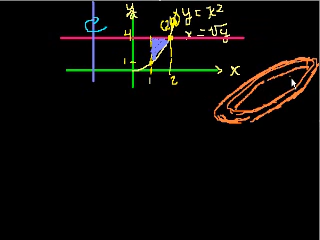 y y = x²
4 x = √y
1 x
1 2